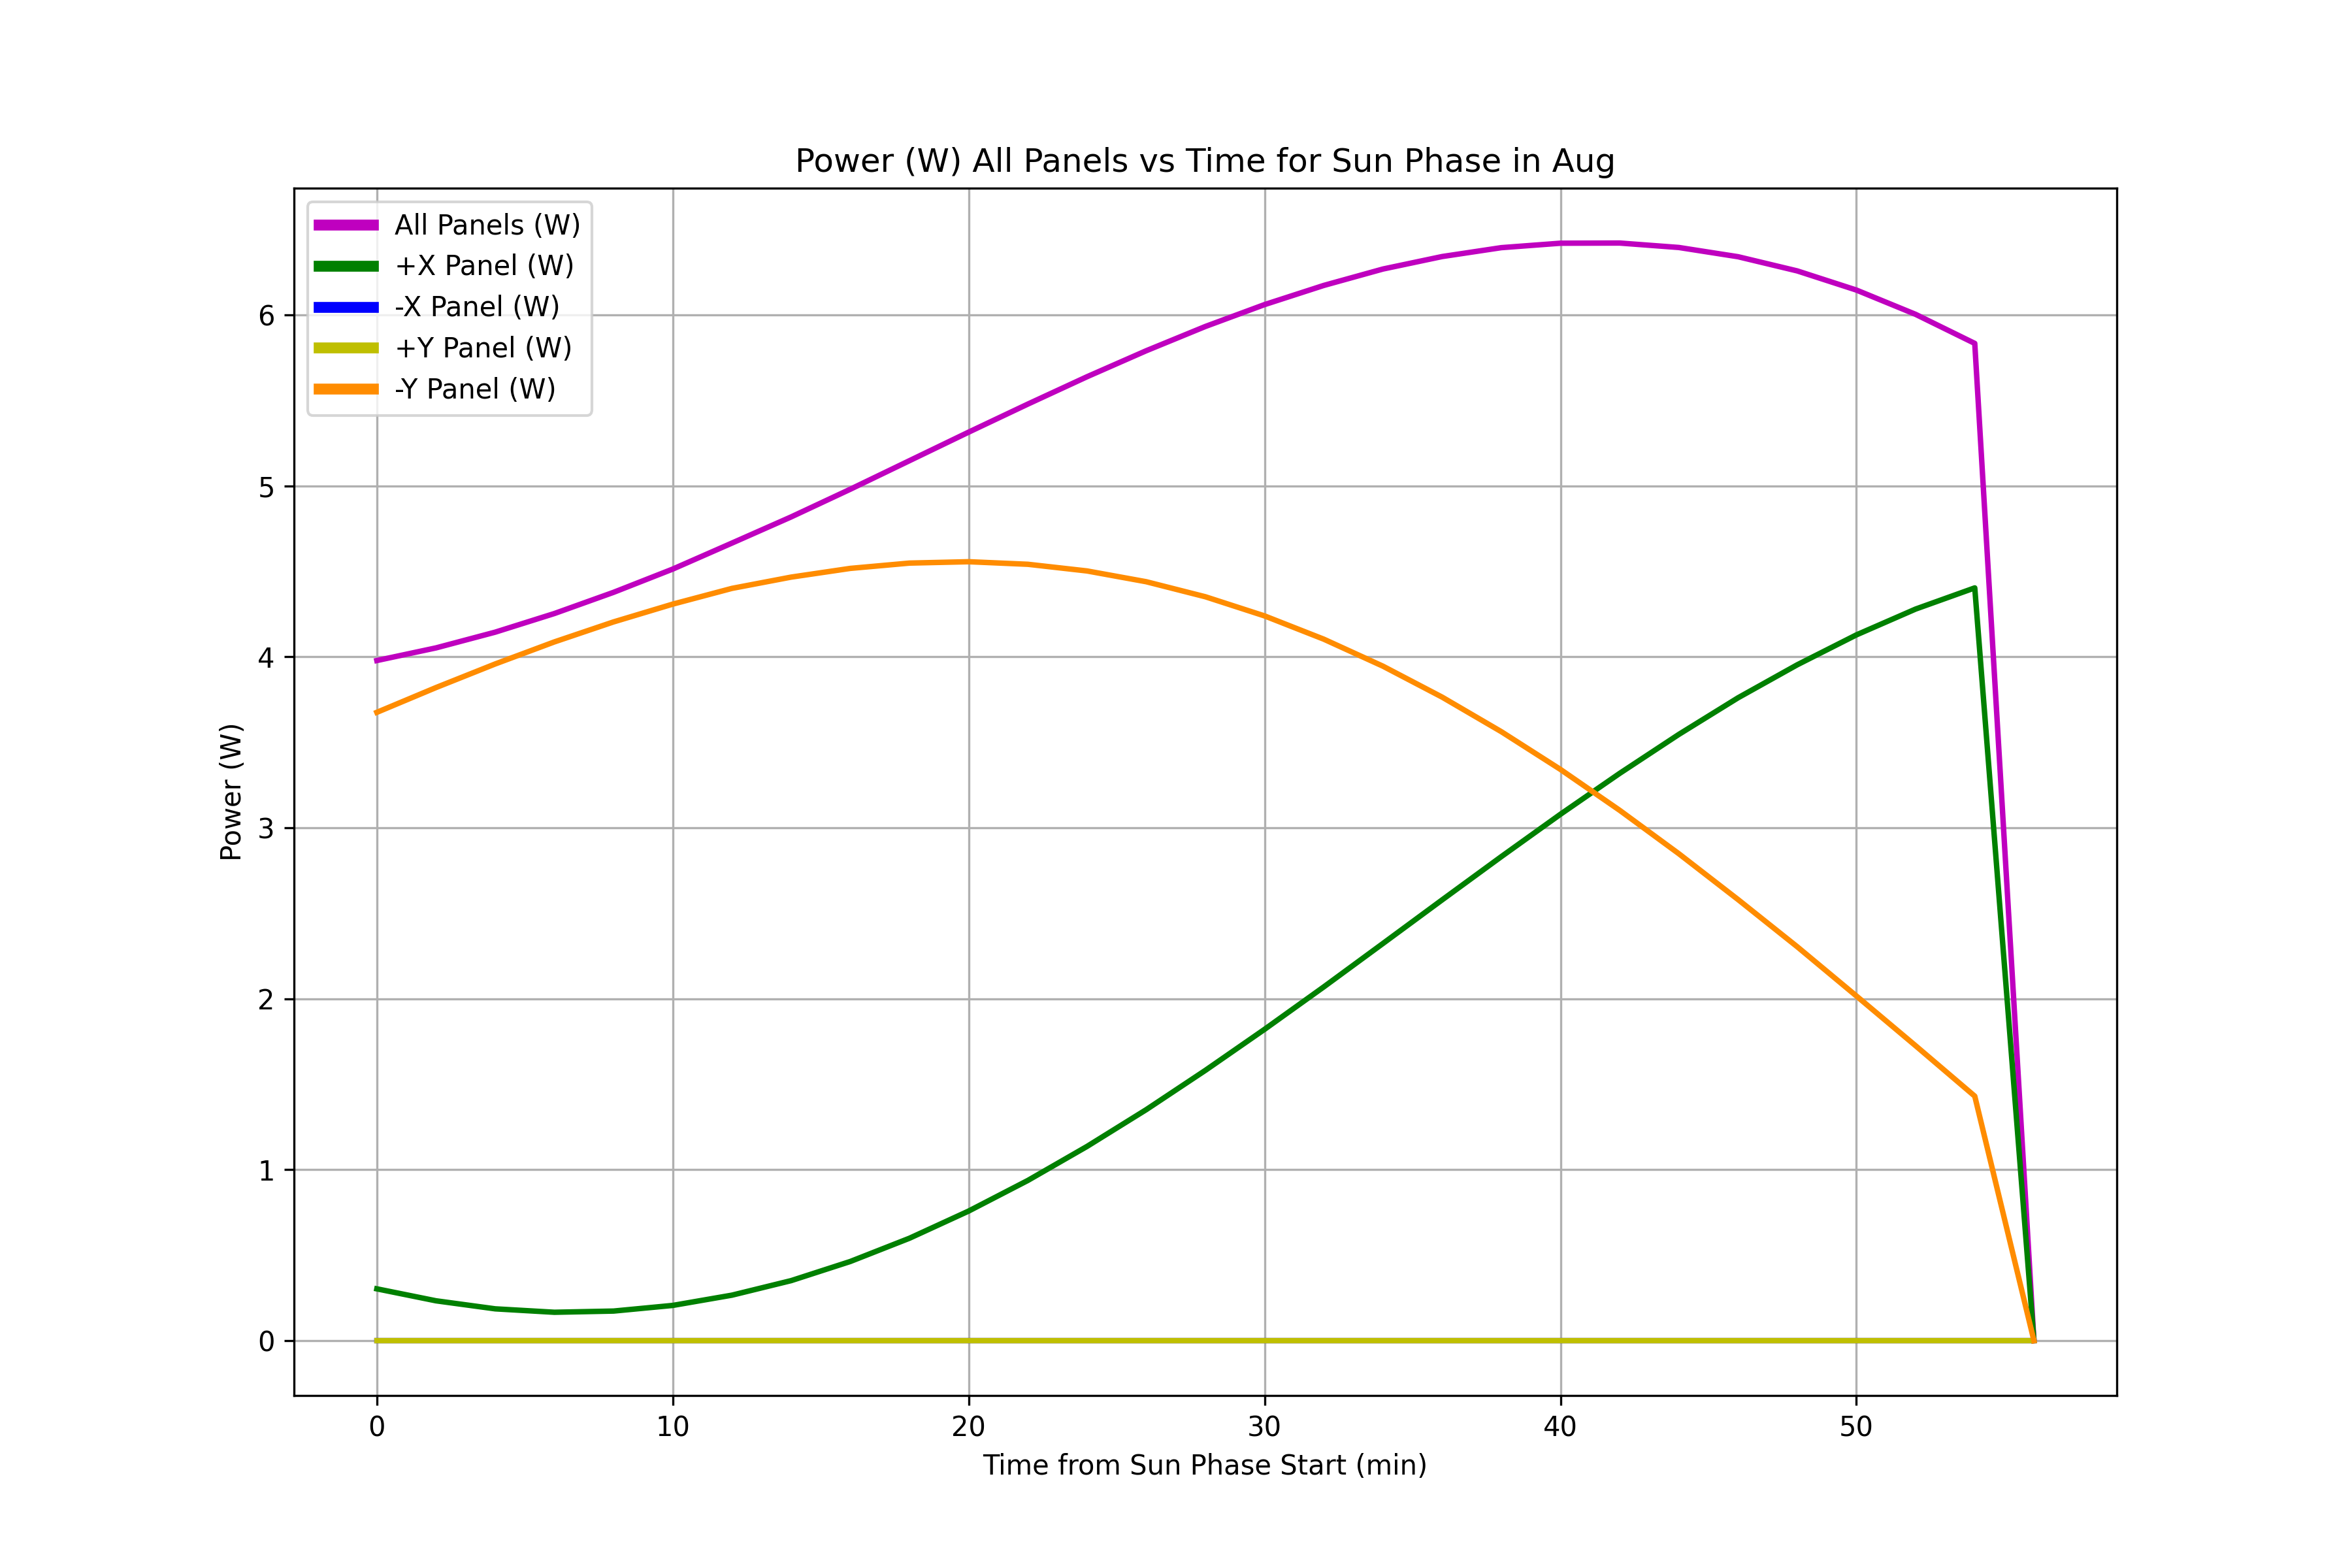 Power (W) All Panels vs Time for Sun Phase in Aug
All Panels (W)
+X Panel (W)
-X Panel (W)
+Y Panel (W)
-Y Panel (W)
6
5
4
3
2
1
0
Power (W)
0 10 20 30 40 50
Time from Sun Phase Start (min)